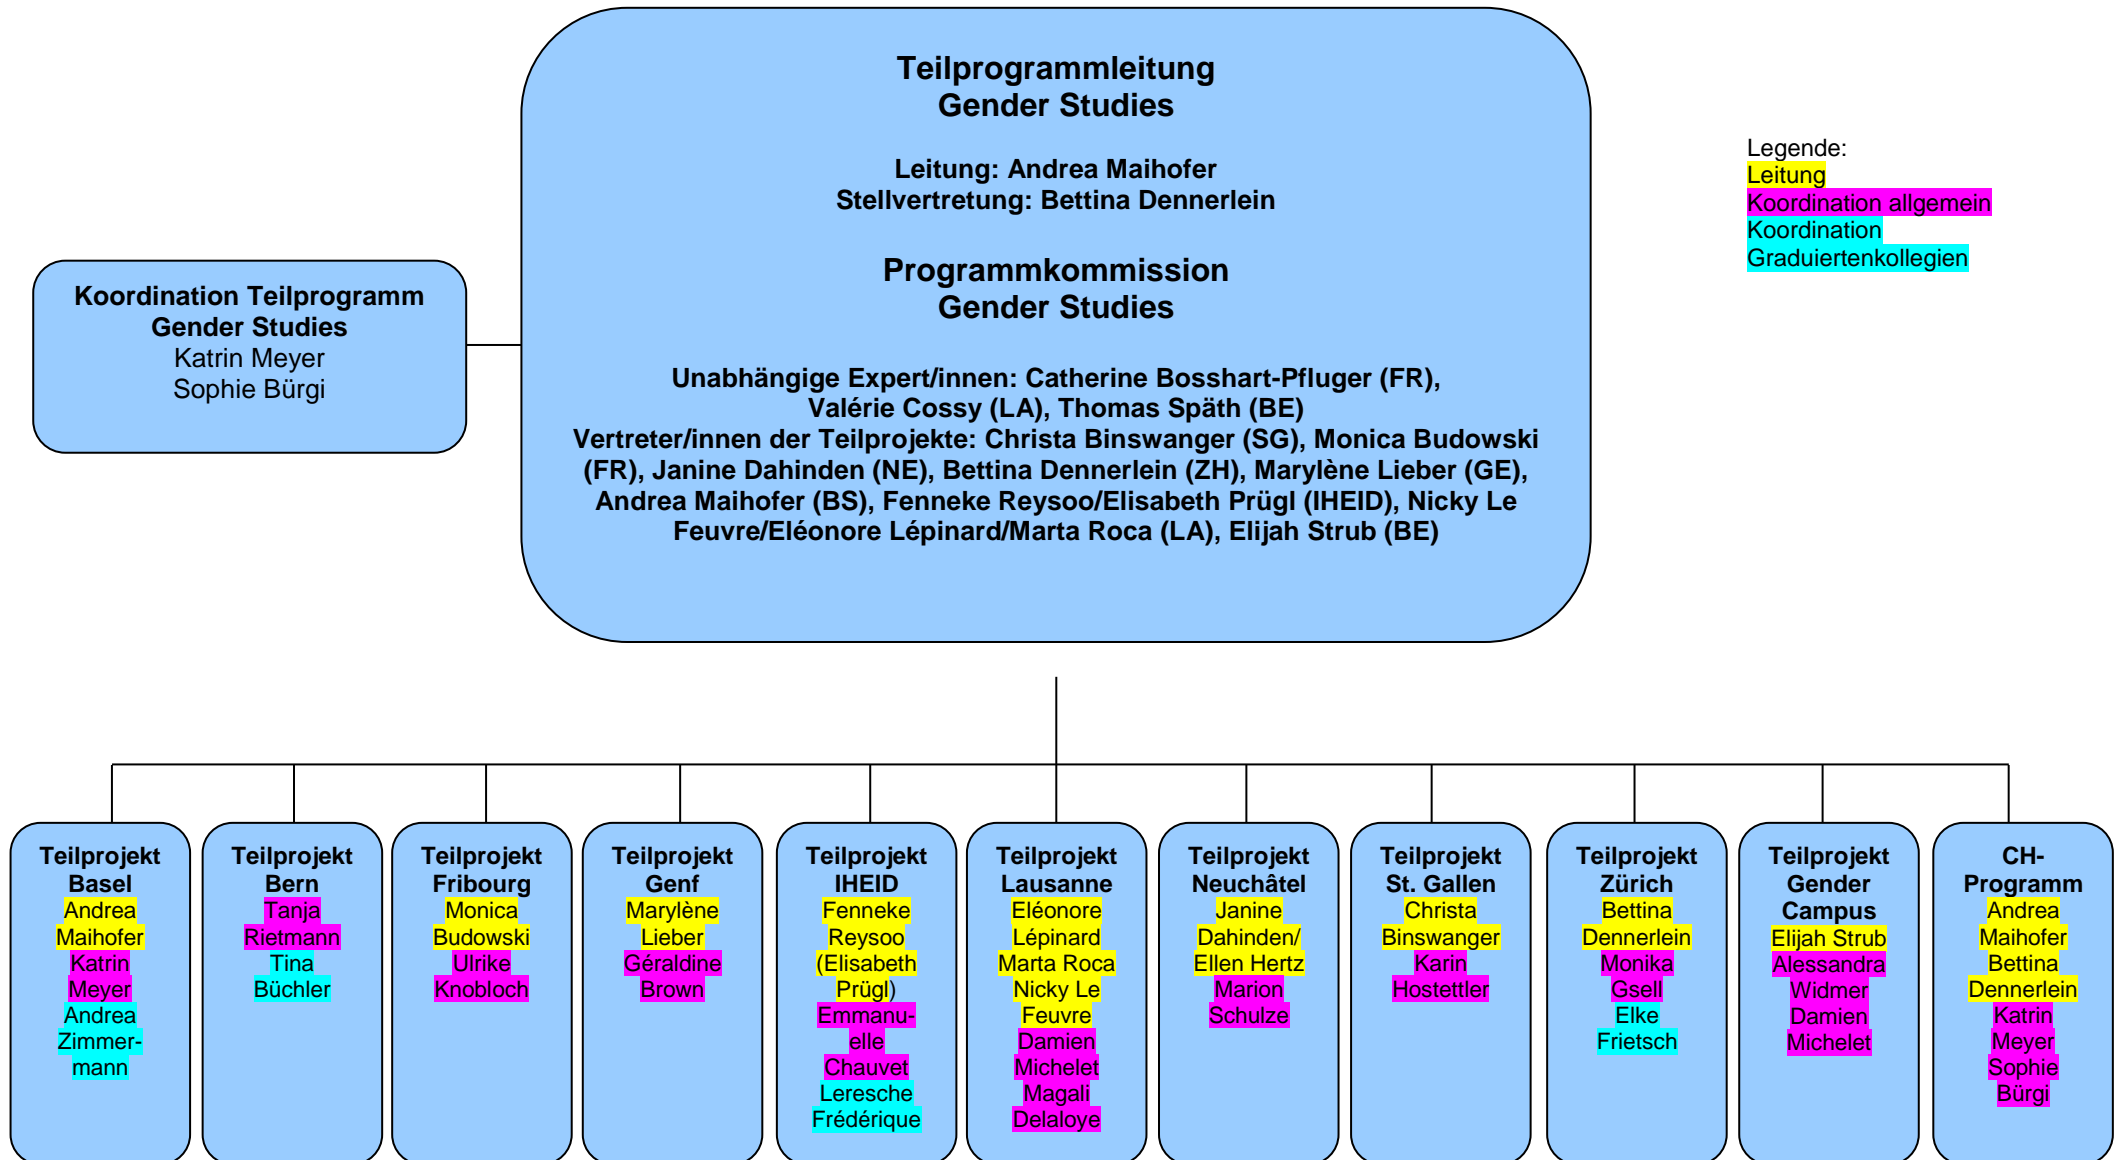 Teilprogrammleitung
Gender Studies
Leitung: Andrea Maihofer
Stellvertretung: Bettina Dennerlein
Programmkommission
Gender Studies
Unabhängige Expert/innen: Catherine Bosshart-Pfluger (FR),
Valérie Cossy (LA), Thomas Späth (BE)
Vertreter/innen der Teilprojekte: Christa Binswanger (SG), Monica Budowski
(FR), Janine Dahinden (NE), Bettina Dennerlein (ZH), Marylène Lieber (GE),
Andrea Maihofer (BS), Fenneke Reysoo/Elisabeth Prügl (IHEID), Nicky Le
Feuvre/Eléonore Lépinard/Marta Roca (LA), Elijah Strub (BE)
Legende:
Leitung
Koordination allgemein
Koordination
Graduiertenkollegien
Koordination Teilprogramm
Gender Studies
Katrin Meyer
Sophie Bürgi
Teilprojekt
Basel
Andrea
Maihofer
Katrin
Meyer
Andrea
Zimmer-
mann
Teilprojekt
Bern
Tanja
Rietmann
Tina
Büchler
Teilprojekt
Fribourg
Monica
Budowski
Ulrike
Knobloch
Teilprojekt
Genf
Marylène
Lieber
Géraldine
Brown
Teilprojekt
IHEID
Fenneke
Reysoo
(Elisabeth
Prügl)
Emmanu-
elle
Chauvet
Leresche
Frédérique
Teilprojekt
Lausanne
Eléonore
Lépinard
Marta Roca
Nicky Le
Feuvre
Damien
Michelet
Magali
Delaloye
Teilprojekt
Neuchâtel
Janine
Dahinden/
Ellen Hertz
Marion
Schulze
Teilprojekt
St. Gallen
Christa
Binswanger
Karin
Hostettler
Teilprojekt
Zürich
Bettina
Dennerlein
Monika
Gsell
Elke
Frietsch
Teilprojekt
Gender
Campus
Elijah Strub
Alessandra
Widmer
Damien
Michelet
CH-
Programm
Andrea
Maihofer
Bettina
Dennerlein
Katrin
Meyer
Sophie
Bürgi